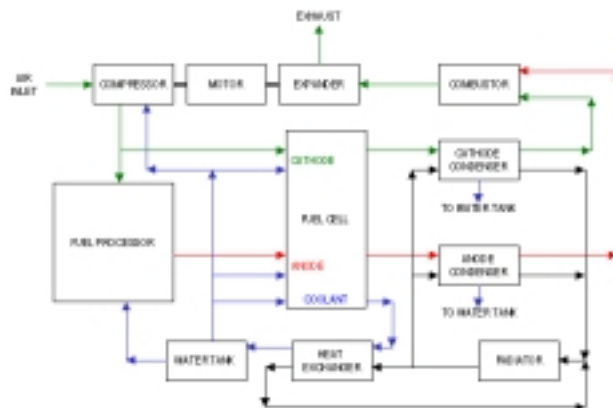 EXHAUST
AIR
INLET
COMPRESSOR
MOTOR
EXPANDER
COMBUSTOR
CATHODE
CATHODE
CONDENSER
TO WATER TANK
FUEL PROCESSOR
FUEL CELL
ANODE
ANODE
CONDENSER
COOLANT
TO WATER TANK
WATER TANK
HEAT
EXCHANGER
RADIATOR